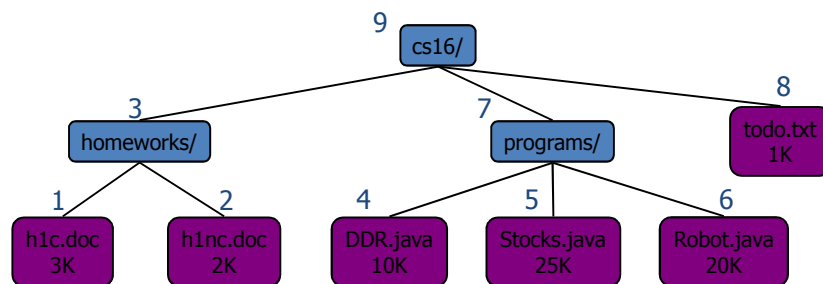 9
cs16/
3
homeworks/
7
programs/
8
todo.txt
1K
1
h1c.doc
3K
2
h1nc.doc
2K
4
DDR.java
10K
5
Stocks.java
25K
6
Robot.java
20K